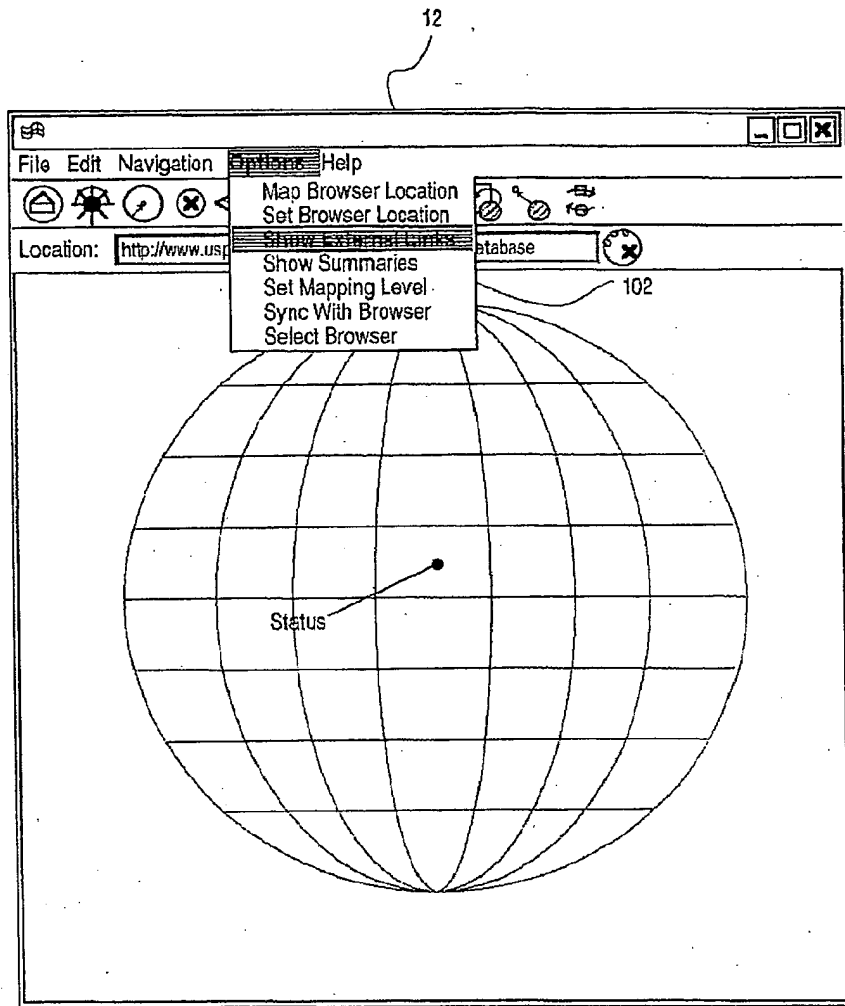 12
File Edit Navigation Options Help
Map Browser Location
Set Browser Location
Show External Links
Show Summaries
Set Mapping Level
Sync With Browser
Select Browser
Location: http://www.usp atabase
102
Status